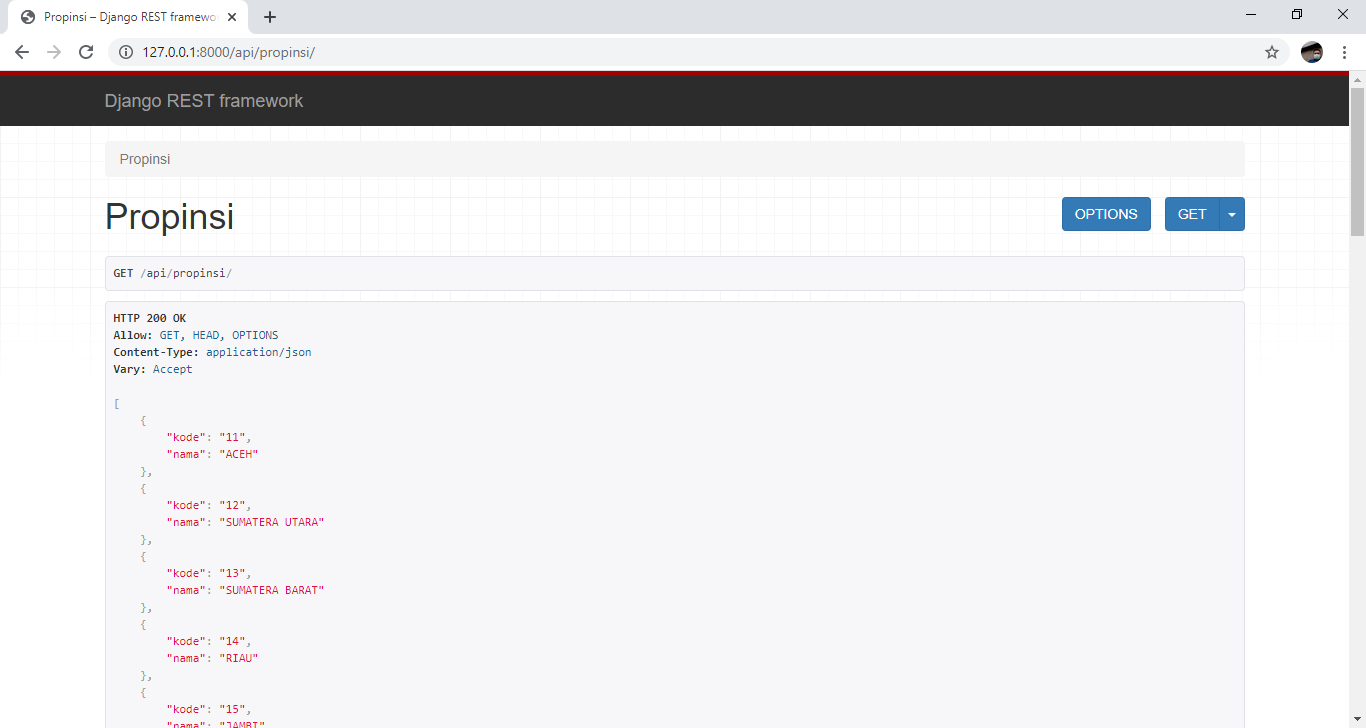 Propinsi – Django REST framewor
127.0.0.1:8000/api/propinsi/
Django REST framework
Propinsi
Propinsi
OPTIONS
GET
GET /api/propinsi/
HTTP 200 OK
Allow: GET, HEAD, OPTIONS
Content-Type: application/json
Vary: Accept
[
{
"kode": "11",
"nama": "ACEH"
},
{
"kode": "12",
"nama": "SUMATERA UTARA"
},
{
"kode": "13",
"nama": "SUMATERA BARAT"
},
{
"kode": "14",
"nama": "RIAU"
},
{
"kode": "15",
"nama": "JAMBI"